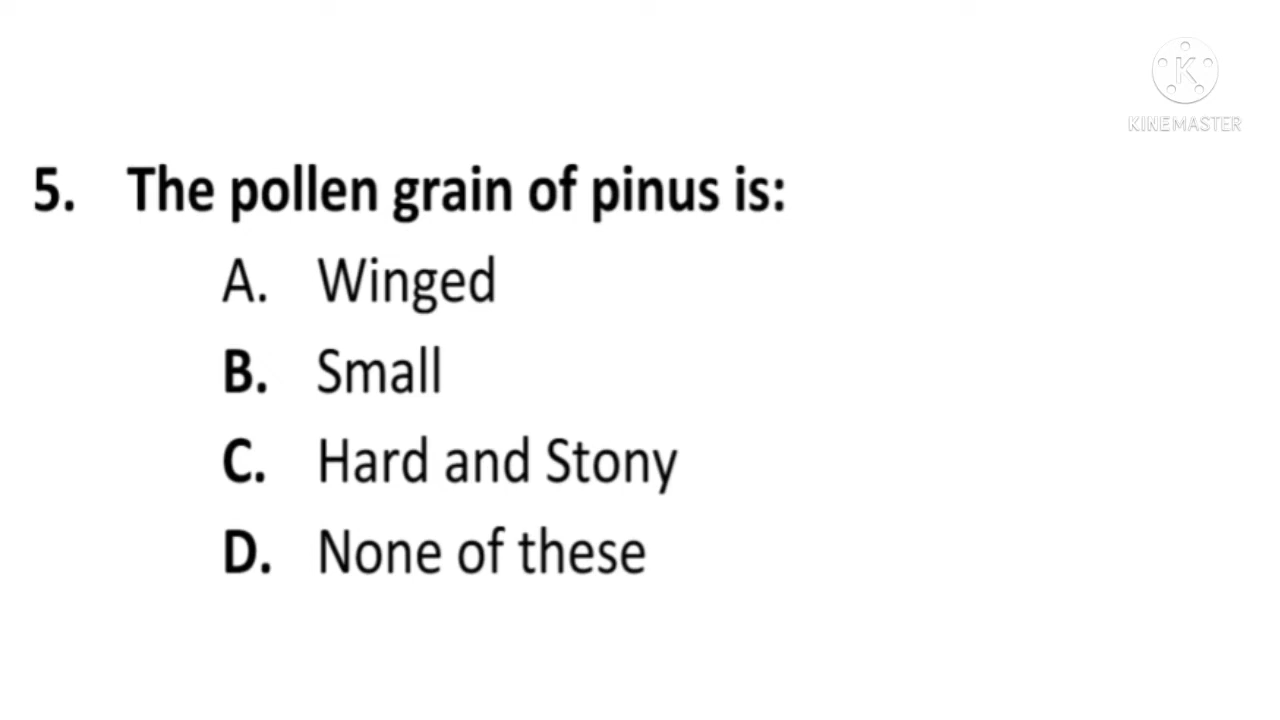 KINEMASTER
5. The pollen grain of pinus is:
A. Winged
B. Small
C. Hard and Stony
D. None of these